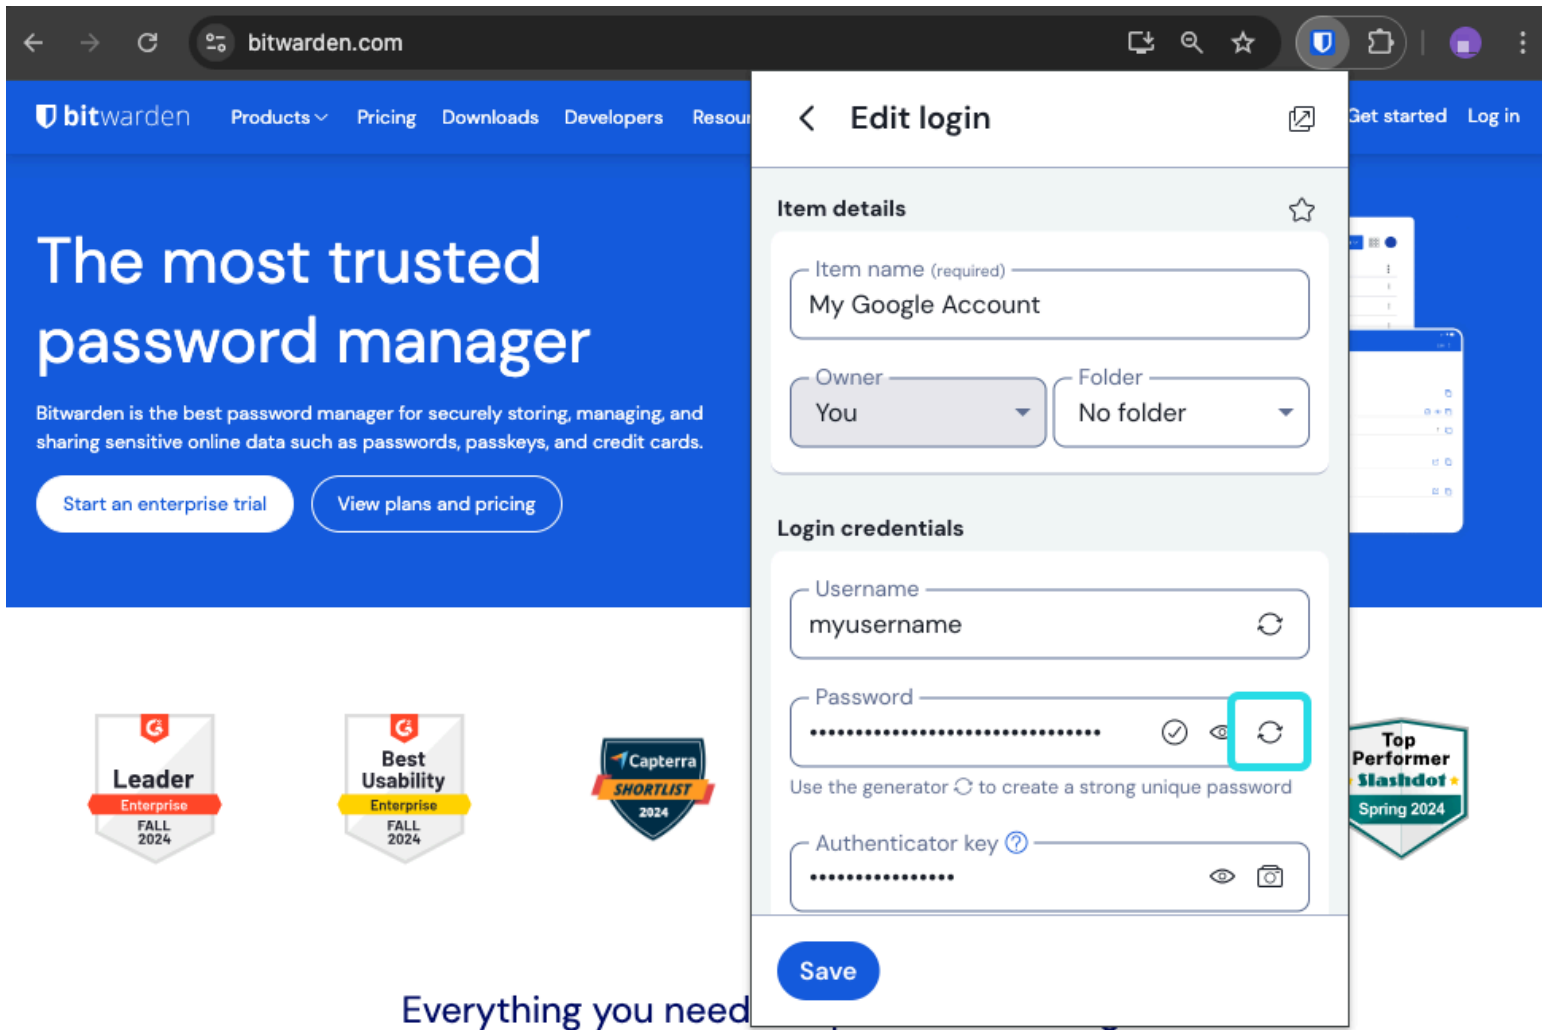 bitwarden.com
bitwarden Products Pricing Downloads Developers Resour
Get started Log in
The most trusted
password manager
Bitwarden is the best password manager for securely storing, managing, and
sharing sensitive online data such as passwords, passkeys, and credit cards.
Start an enterprise trial
View plans and pricing
Edit login
Item details
Item name (required)
My Google Account
Owner
You
Folder
No folder
Login credentials
Username
myusername
Password
••••••••••••••••••••••••••••••••
Use the generator to create a strong unique password
Authenticator key
••••••••••••••••
Save
Leader
Enterprise
FALL
2024
Best
Usability
Enterprise
FALL
2024
Capterra
SHORTLIST
2024
Top
Performer
Slashdot
Spring 2024
Everything you need